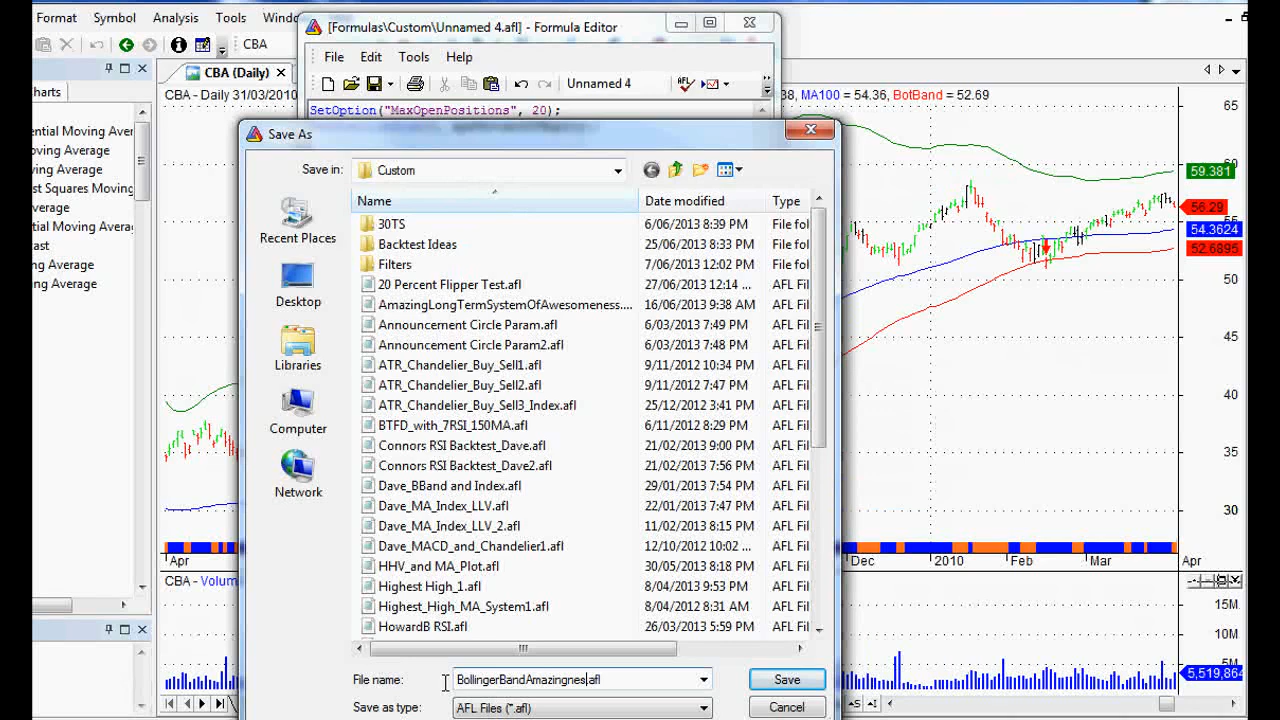 Format Symbol Analysis Tools Window
[Formulas\Custom\Unnamed 4.afl] - Formula Editor
CBA
File Edit Tools Help
CBA (Daily)
Unnamed 4
harts
CBA - Daily 31/03/2010
38, MA100 = 54.36, BotBand = 52.69
SetOption("MaxOpenPositions", 20);
65
ential Moving Aver
Save As
Moving Average
ving Average
Save in: Custom
60
59.381
st Squares Moving
Name Date modified Type
verage
56.29
ential Moving Aver
30TS 6/06/2013 8:39 PM File fol
55
54.3624
Recent Places
cast
Backtest Ideas 25/06/2013 8:33 PM File fol
52.6895
ing Average
Filters 7/06/2013 12:02 PM File fol
50
ing Average
20 Percent Flipper Test.afl 27/06/2013 12:14 ... AFL Fil
Desktop
AmazingLongTermSystemOfAwesomeness.... 16/06/2013 9:38 AM AFL Fil
Announcement Circle Param.afl 6/03/2013 7:49 PM AFL Fil
45
Announcement Circle Param2.afl 6/03/2013 7:48 PM AFL Fil
Libraries
ATR_Chandelier_Buy_Sell1.afl 9/11/2012 10:34 PM AFL Fil
ATR_Chandelier_Buy_Sell2.afl 9/11/2012 7:47 PM AFL Fil
40
ATR_Chandelier_Buy_Sell3_Index.afl 25/12/2012 3:41 PM AFL Fil
Computer
BTFD_with_7RSI_150MA.afl 6/11/2012 8:29 PM AFL Fil
Connors RSI Backtest_Dave.afl 21/02/2013 9:00 PM AFL Fil
35
Connors RSI Backtest_Dave2.afl 21/02/2013 7:56 PM AFL Fil
Network
Dave_BBand and Index.afl 29/01/2013 7:54 PM AFL Fil
Dave_MA_Index_LLV.afl 22/01/2013 7:47 PM AFL Fil
30
Dave_MA_Index_LLV_2.afl 11/02/2013 8:15 PM AFL Fil
Dave_MACD_and_Chandelier1.afl 12/10/2012 10:02 ... AFL Fil
Apr Dec 2010 Feb Mar Apr
HHV_and MA_Plot.afl 30/05/2013 8:18 PM AFL Fil
CBA - Volum
Highest High_1.afl 8/04/2013 9:53 PM AFL Fil
Highest_High_MA_System1.afl 8/04/2012 8:31 AM AFL Fil
15M
HowardB RSI.afl 26/03/2013 5:59 PM AFL Fil
10M
5M
5,519,864
File name: BollingerBandAmazingnes.afl Save
Save as type: AFL Files (*.afl) Cancel
A S I